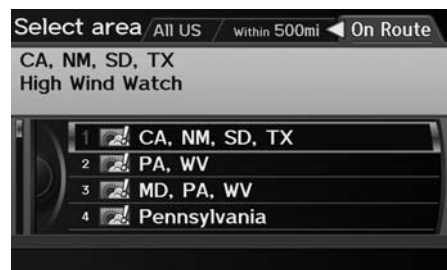 Select area All US Within 500mi On Route
CA, NM, SD, TX
High Wind Watch
1 CA, NM, SD, TX
2 PA, WV
3 MD, PA, WV
4 Pennsylvania